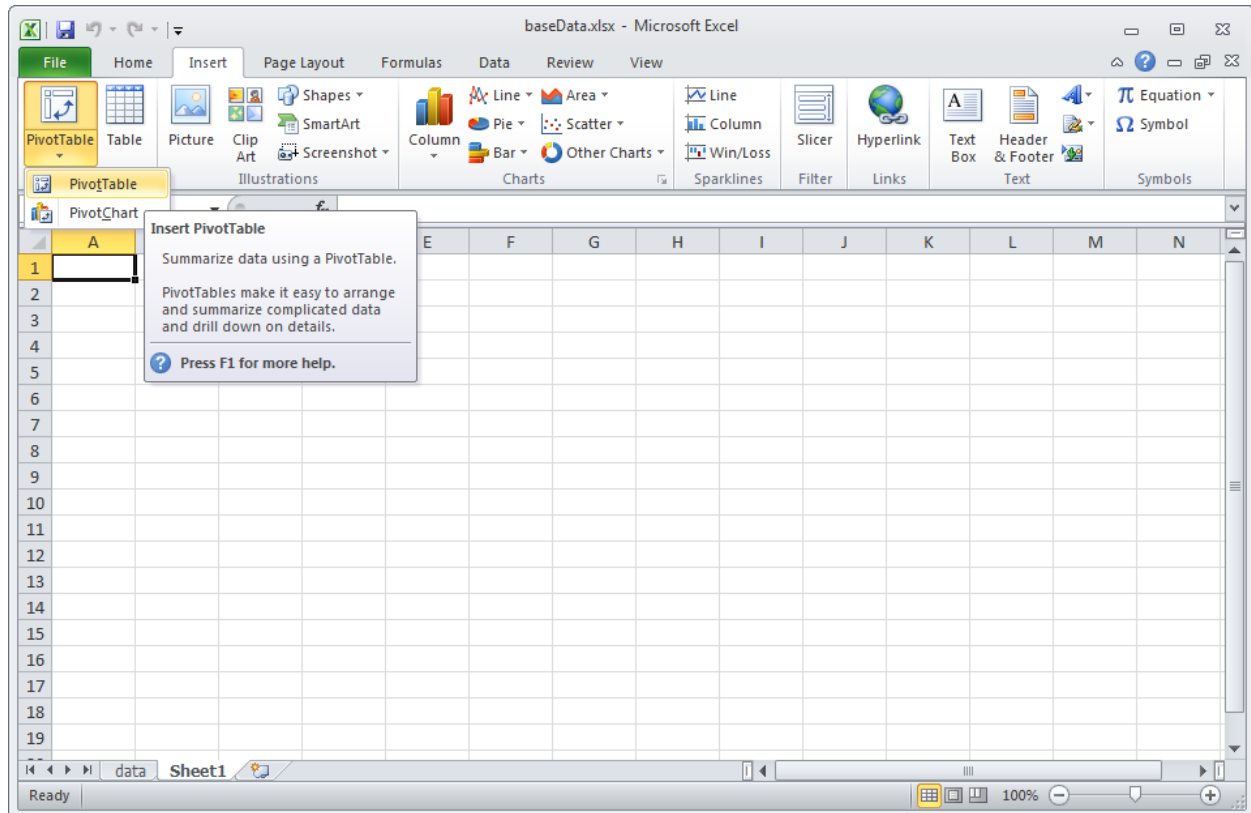 baseData.xlsx - Microsoft Excel
File Home Insert Page Layout Formulas Data Review View
PivotTable Table Picture Clip Art Shapes SmartArt Screenshot Column Line Pie Bar Area Scatter Other Charts Line Column Win/Loss Slicer Hyperlink Text Box Header & Footer Equation Symbol
Illustrations Charts Sparklines Filter Links Text Symbols
PivotTable
PivotChart
fx
Insert PivotTable
Summarize data using a PivotTable.
PivotTables make it easy to arrange
and summarize complicated data
and drill down on details.
Press F1 for more help.
A E F G H I J K L M N
1
2
3
4
5
6
7
8
9
10
11
12
13
14
15
16
17
18
19
data Sheet1
Ready 100%